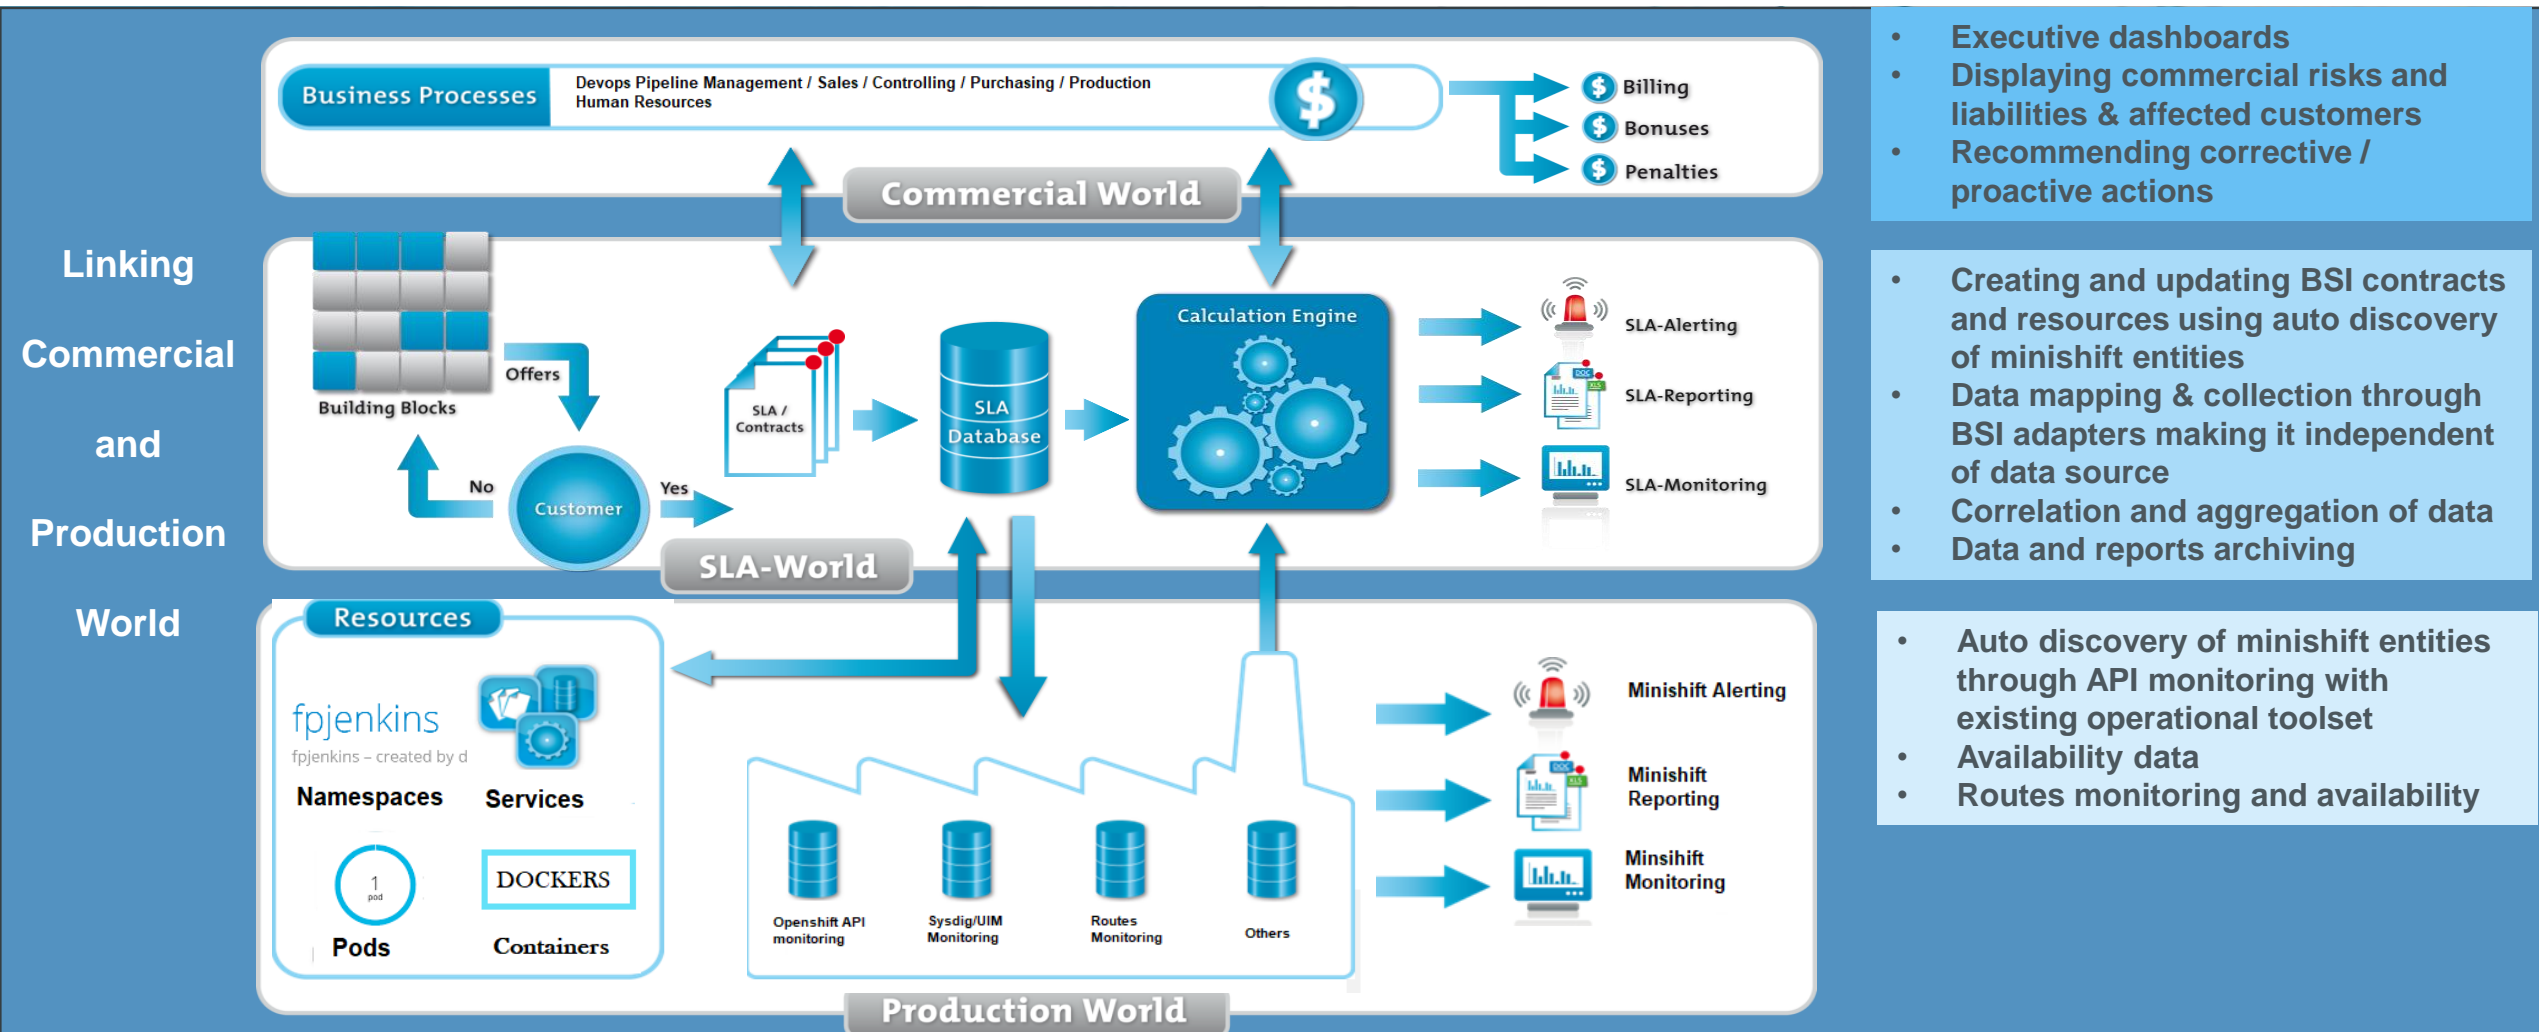 Linking
Commercial
and
Production
World
Business Processes
Devops Pipeline Management / Sales / Controlling / Purchasing / Production
Human Resources
$
$ Billing
$ Bonuses
$ Penalties
Commercial World
Building Blocks
Offers
No
Customer
Yes
SLA /
Contracts
SLA
Database
Calculation Engine
SLA-Alerting
DOC
XLS
SLA-Reporting
SLA-Monitoring
SLA-World
Resources
fpjenkins
fpjenkins – created by d
Namespaces
Services
1
pod
Pods
DOCKERS
Containers
Openshift API
monitoring
Sysdig/UIM
Monitoring
Routes
Monitoring
Others
Minishift Alerting
DOC
XLS
Minishift
Reporting
Minsihift
Monitoring
Production World
• Executive dashboards
• Displaying commercial risks and
liabilities & affected customers
• Recommending corrective /
proactive actions
• Creating and updating BSI contracts
and resources using auto discovery
of minishift entities
• Data mapping & collection through
BSI adapters making it independent
of data source
• Correlation and aggregation of data
• Data and reports archiving
• Auto discovery of minishift entities
through API monitoring with
existing operational toolset
• Availability data
• Routes monitoring and availability